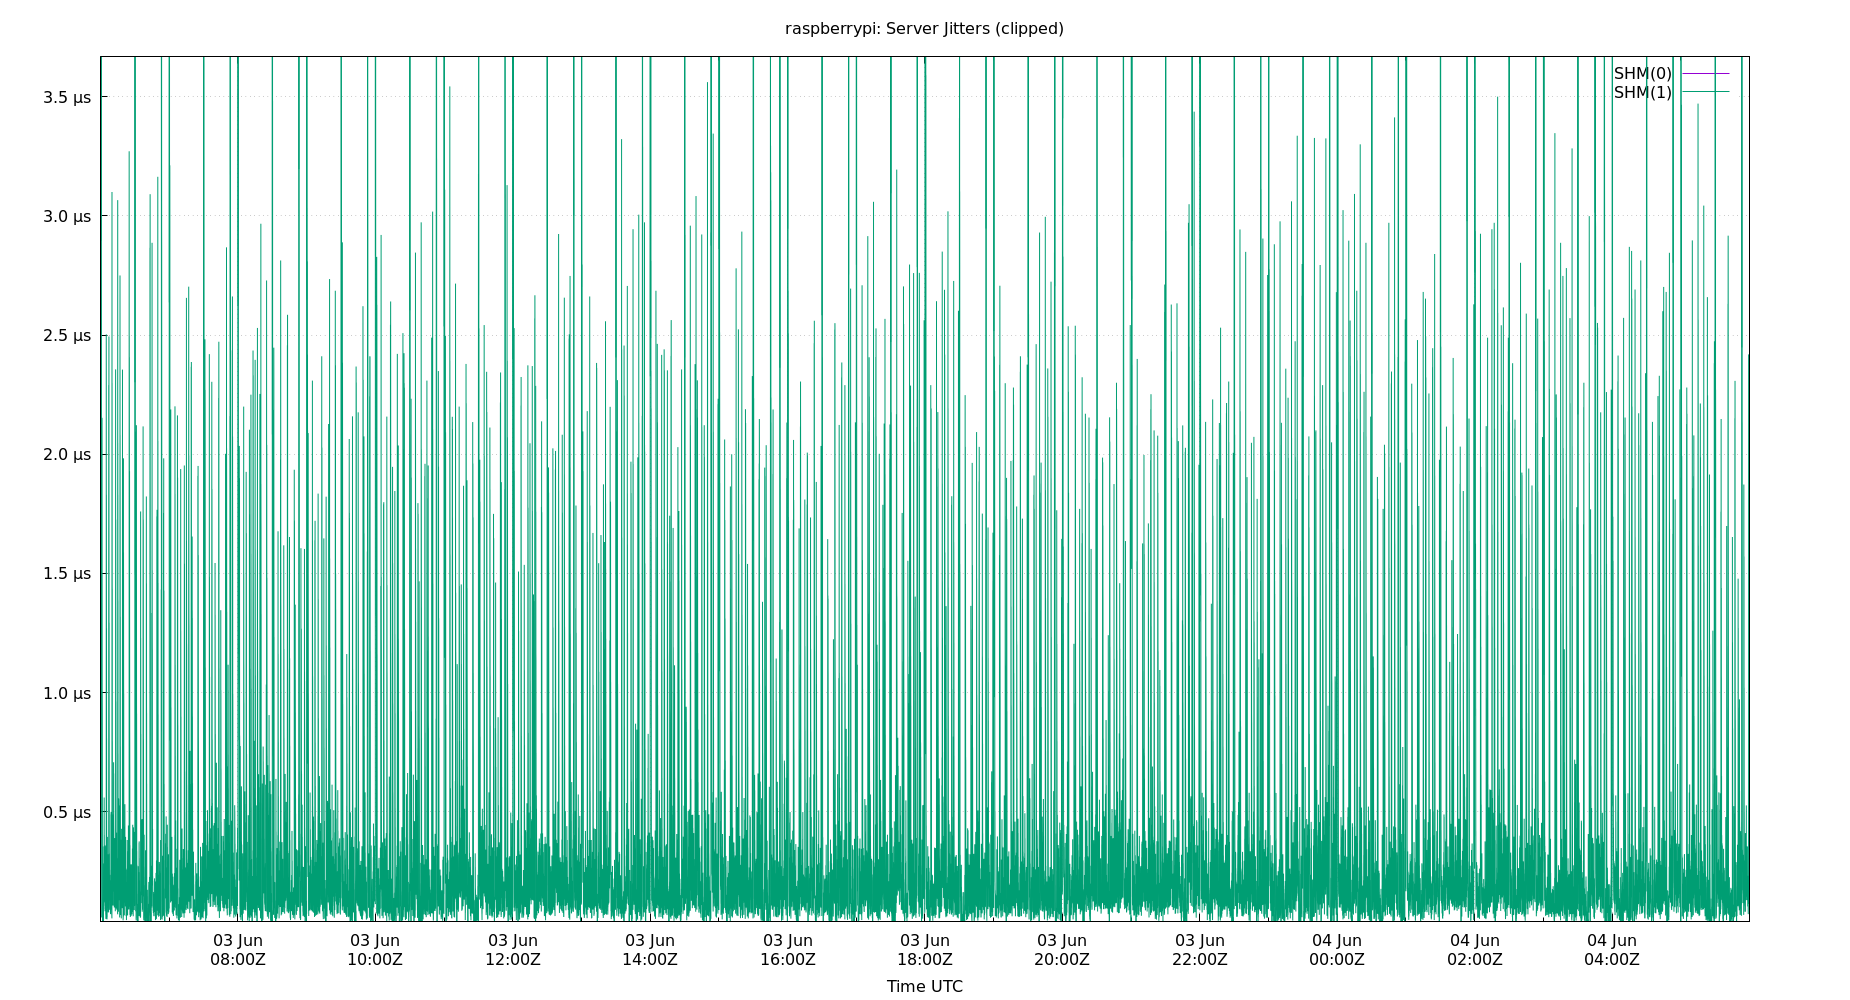 raspberrypi: Server Jitters (clipped)
SHM(0)
SHM(1)
3.5 µs
3.0 µs
2.5 µs
2.0 µs
1.5 µs
1.0 µs
0.5 µs
03 Jun 03 Jun 03 Jun 03 Jun 03 Jun 03 Jun 03 Jun 03 Jun 04 Jun 04 Jun 04 Jun
08:00Z 10:00Z 12:00Z 14:00Z 16:00Z 18:00Z 20:00Z 22:00Z 00:00Z 02:00Z 04:00Z
Time UTC